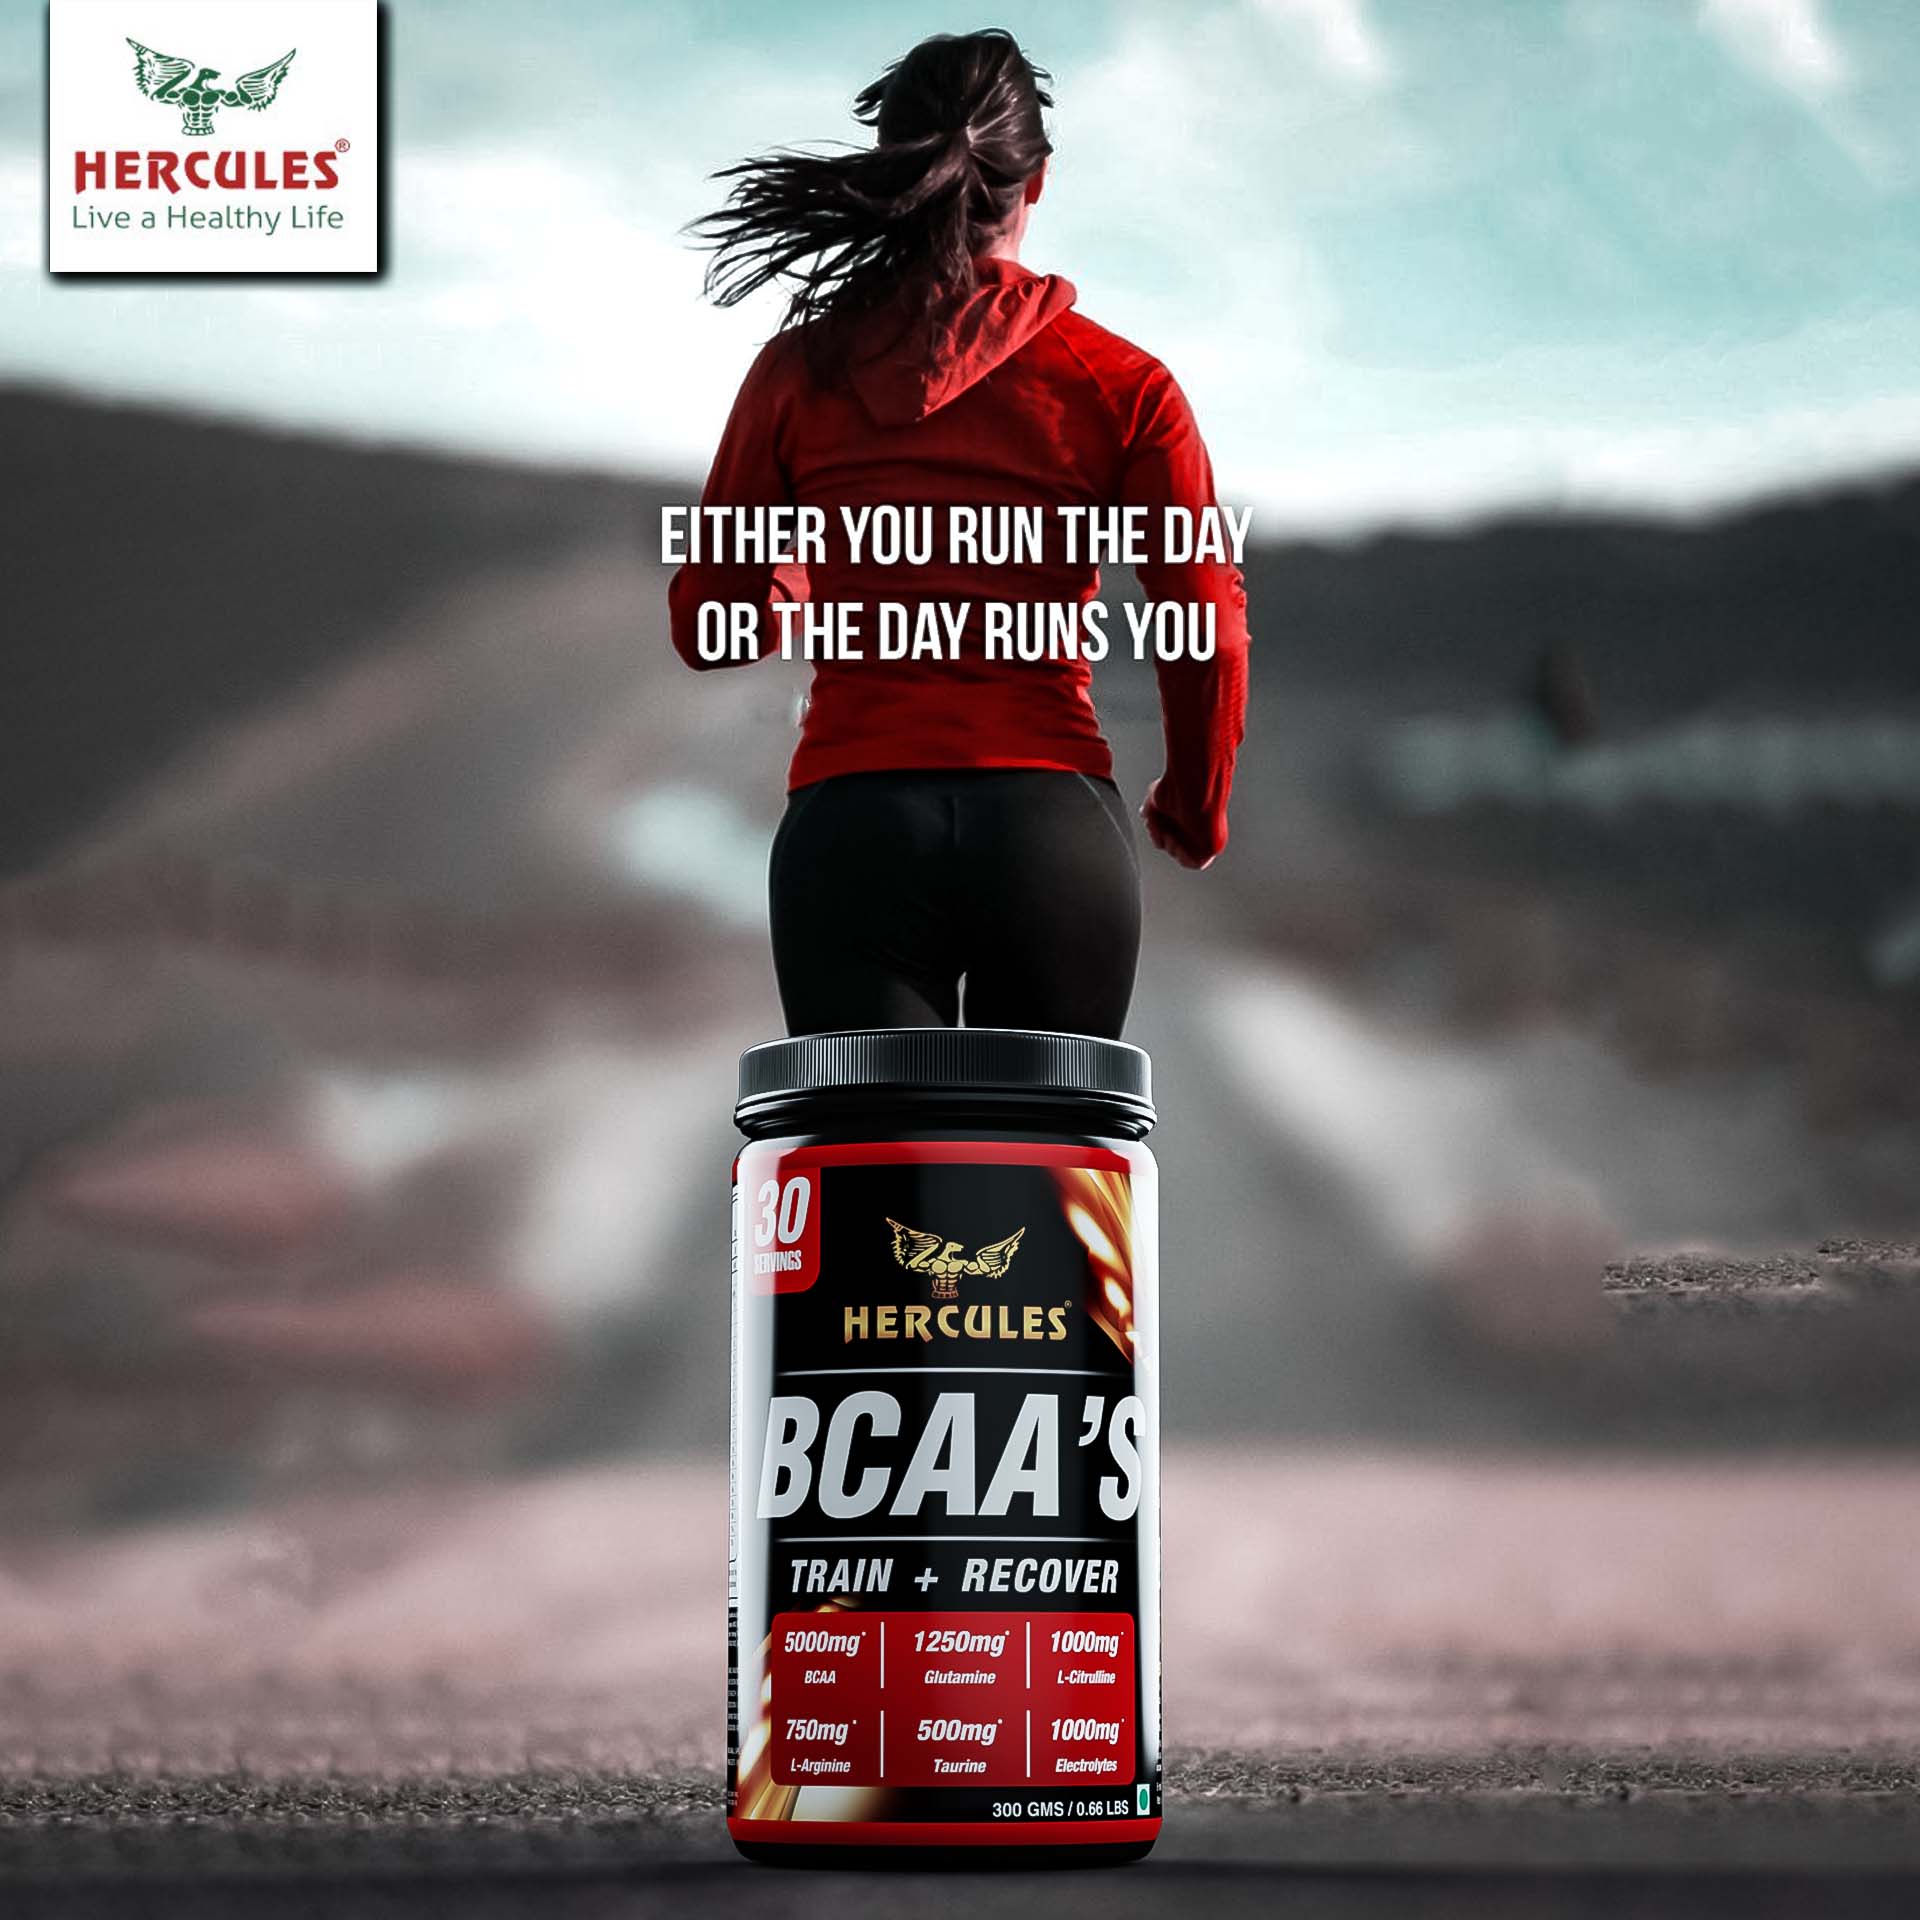 HERCULES®
Live a Healthy Life
EITHER YOU RUN THE DAY
OR THE DAY RUNS YOU
30
SERVINGS
HERCULES®
BCAA'S
TRAIN + RECOVER
5000mg* 1250mg* 1000mg*
BCAA Glutamine L-Citrulline
750mg* 500mg* 1000mg*
L-Arginine Taurine Electrolytes
300 GMS / 0.66 LBS